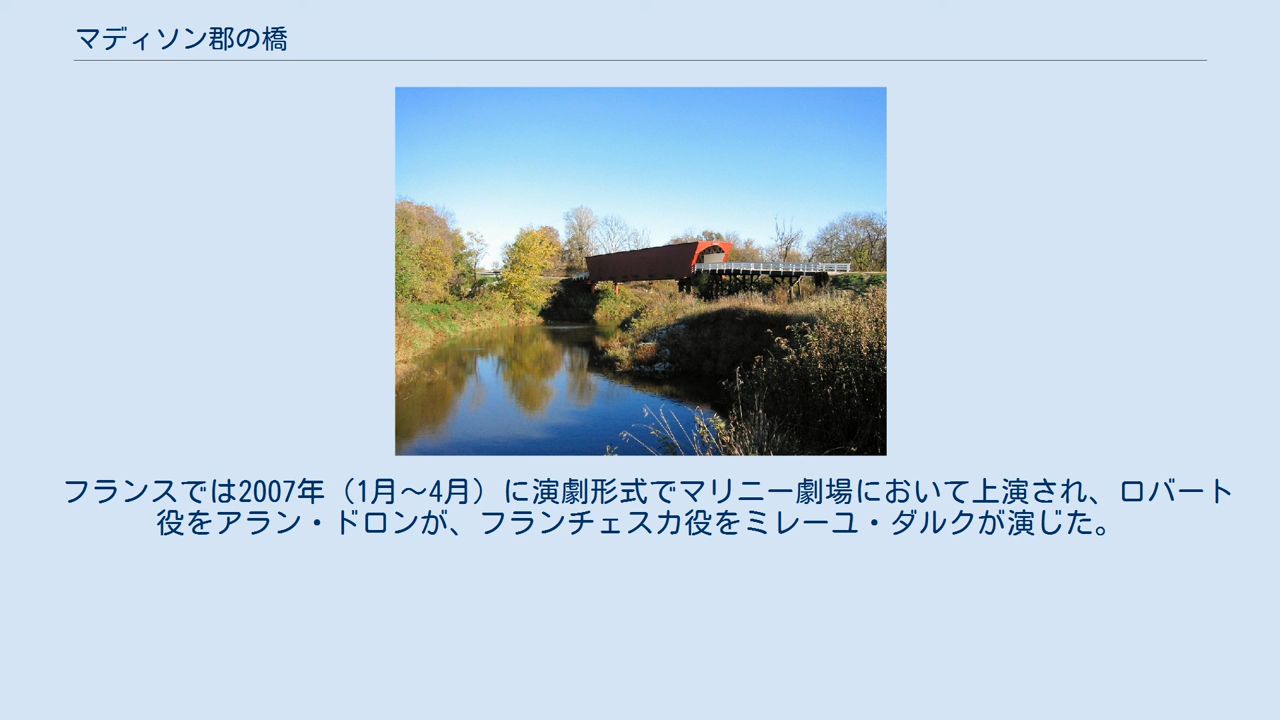 マディソン郡の橋
フランスでは2007年（1月〜4月）に演劇形式でマリニー劇場において上演され、ロバート
役をアラン・ドロンが、フランチェスカ役をミレーユ・ダルクが演じた。